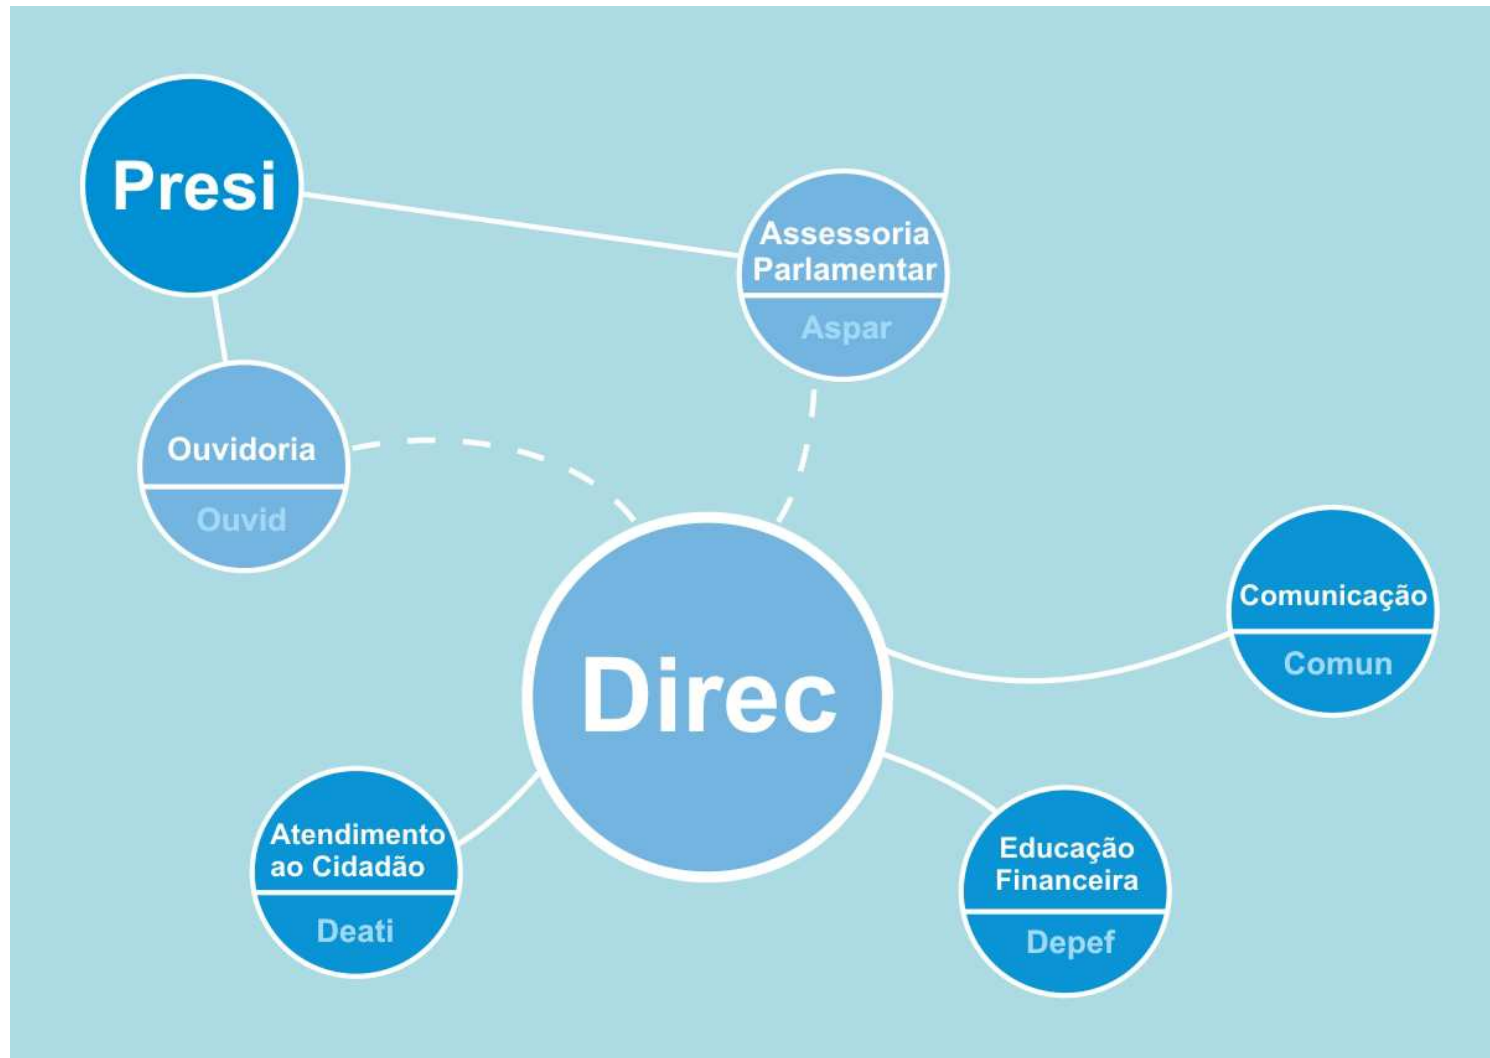 Presi
Assessoria
Parlamentar
Aspar
Ouvidoria
Ouvid
Direc
Comunicação
Comun
Atendimento
ao Cidadão
Deati
Educação
Financeira
Depef